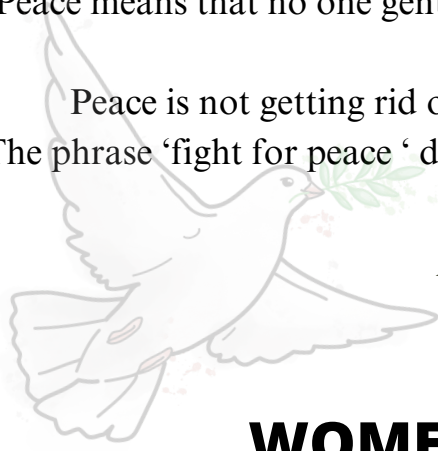 Peace means that no one gen
Peace is not getting rid o
The phrase ‘fight for peace ‘ d
WOME